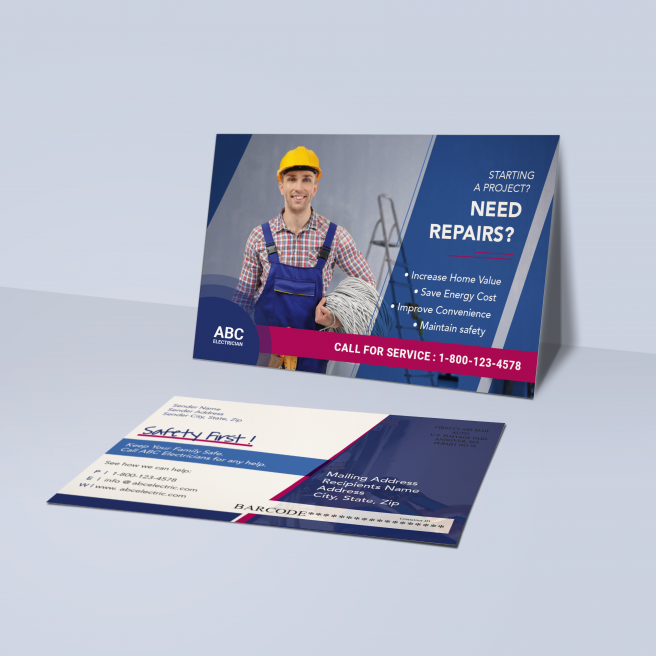 STARTING
A PROJECT?
NEED
REPAIRS?
• Increase Home Value
• Save Energy Cost
• Improve Convenience
• Maintain safety
ABC
ELECTRICIAN
CALL FOR SERVICE : 1-800-123-4578
Sender Name
Sender Address
Sender City, State, Zip
Safety First!
Keep Your Family Safe.
Call ABC Electricians for any help.
See how we can help:
P | 1-800-123-4578
E | info @ abcelectric.com
W | www. abcelectric.com
Mailing Address
Recipients Name
Address
City, State, Zip
BARCODE********************